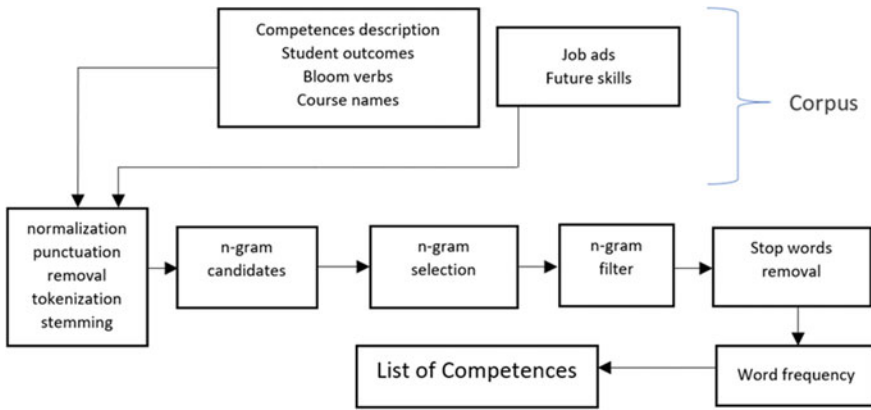 Competences description
Student outcomes
Bloom verbs
Course names
Job ads
Future skills
Corpus
normalization
punctuation
removal
tokenization
stemming
n-gram
candidates
n-gram
selection
n-gram
filter
Stop words
removal
List of Competences
Word frequency